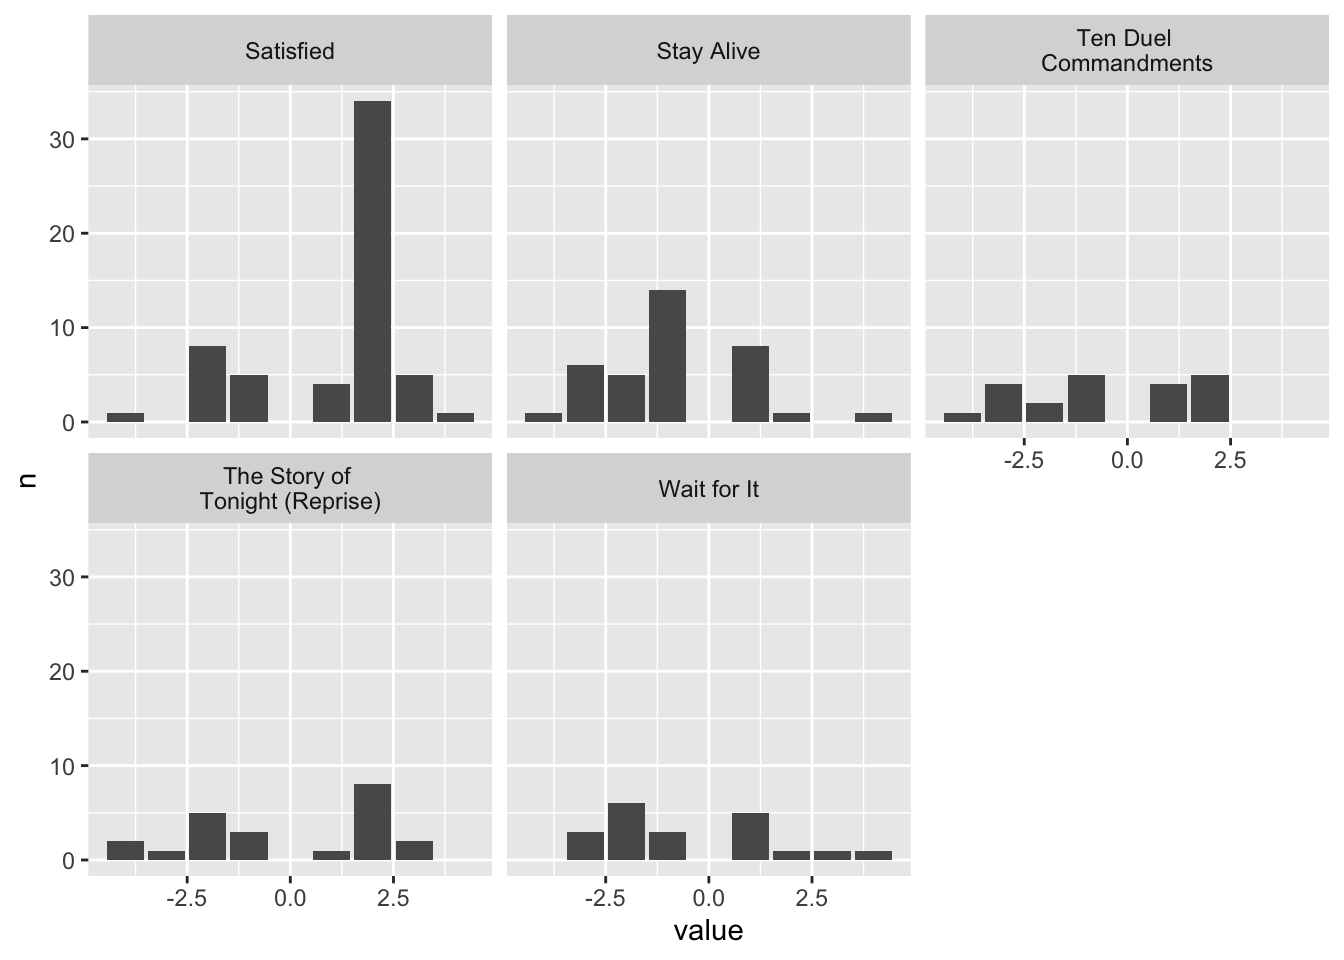 Satisfied
Stay Alive
Ten Duel
Commandments
30
20
10
0
-2.5 0.0 2.5
n
The Story of
Tonight (Reprise)
Wait for It
30
20
10
0
-2.5 0.0 2.5
-2.5 0.0 2.5
value